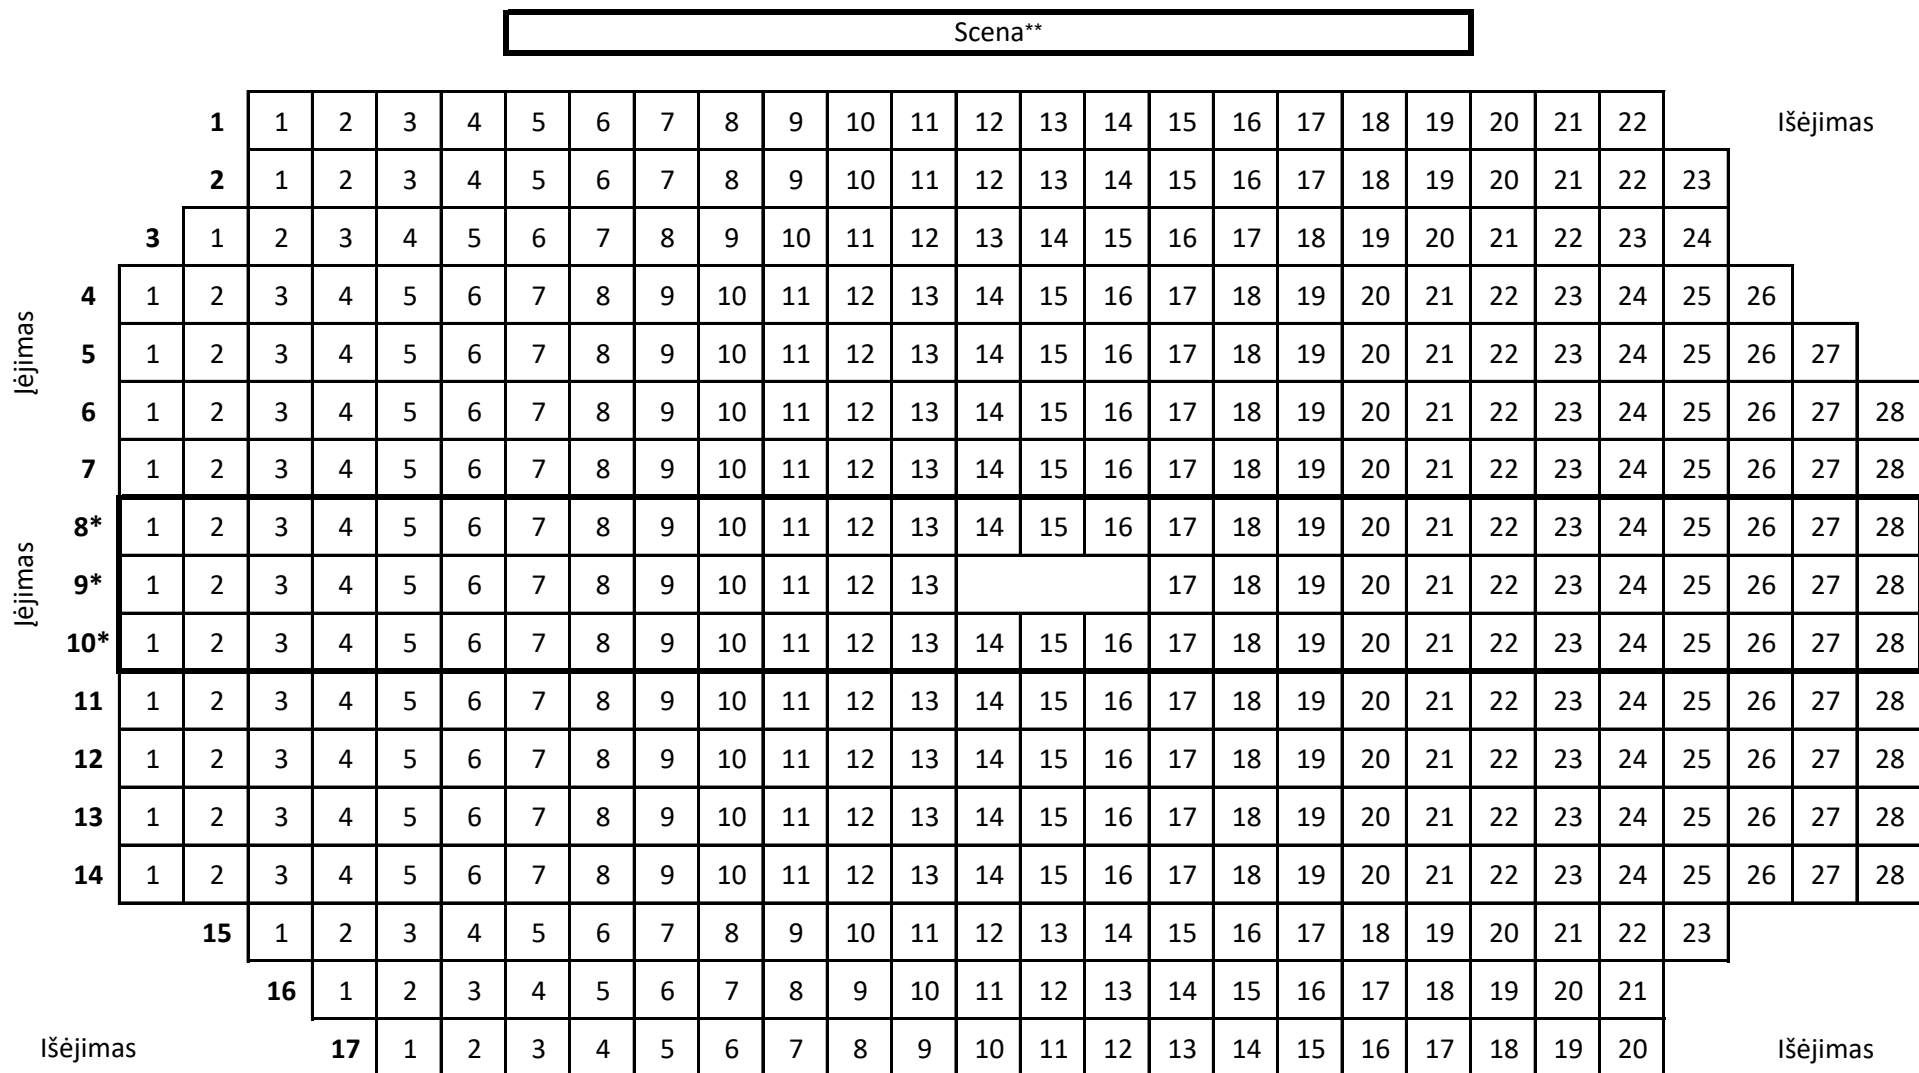 Scena**
1 1 2 3 4 5 6 7 8 9 10 11 12 13 14 15 16 17 18 19 20 21 22 Išėjimas
2 1 2 3 4 5 6 7 8 9 10 11 12 13 14 15 16 17 18 19 20 21 22 23
3 1 2 3 4 5 6 7 8 9 10 11 12 13 14 15 16 17 18 19 20 21 22 23 24
Įėjimas
4 1 2 3 4 5 6 7 8 9 10 11 12 13 14 15 16 17 18 19 20 21 22 23 24 25 26
5 1 2 3 4 5 6 7 8 9 10 11 12 13 14 15 16 17 18 19 20 21 22 23 24 25 26 27
6 1 2 3 4 5 6 7 8 9 10 11 12 13 14 15 16 17 18 19 20 21 22 23 24 25 26 27 28
7 1 2 3 4 5 6 7 8 9 10 11 12 13 14 15 16 17 18 19 20 21 22 23 24 25 26 27 28
Įėjimas
8* 1 2 3 4 5 6 7 8 9 10 11 12 13 14 15 16 17 18 19 20 21 22 23 24 25 26 27 28
9* 1 2 3 4 5 6 7 8 9 10 11 12 13 17 18 19 20 21 22 23 24 25 26 27 28
10* 1 2 3 4 5 6 7 8 9 10 11 12 13 14 15 16 17 18 19 20 21 22 23 24 25 26 27 28
11 1 2 3 4 5 6 7 8 9 10 11 12 13 14 15 16 17 18 19 20 21 22 23 24 25 26 27 28
12 1 2 3 4 5 6 7 8 9 10 11 12 13 14 15 16 17 18 19 20 21 22 23 24 25 26 27 28
13 1 2 3 4 5 6 7 8 9 10 11 12 13 14 15 16 17 18 19 20 21 22 23 24 25 26 27 28
14 1 2 3 4 5 6 7 8 9 10 11 12 13 14 15 16 17 18 19 20 21 22 23 24 25 26 27 28
15 1 2 3 4 5 6 7 8 9 10 11 12 13 14 15 16 17 18 19 20 21 22 23
16 1 2 3 4 5 6 7 8 9 10 11 12 13 14 15 16 17 18 19 20 21
Išėjimas 17 1 2 3 4 5 6 7 8 9 10 11 12 13 14 15 16 17 18 19 20 Išėjimas